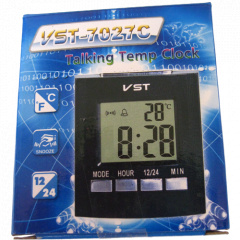 VST-7027C
Talking Temp Clock
C
F
VST
28°C
8:28
SNOOZE
MODE HOUR 12/24 MIN
12
24